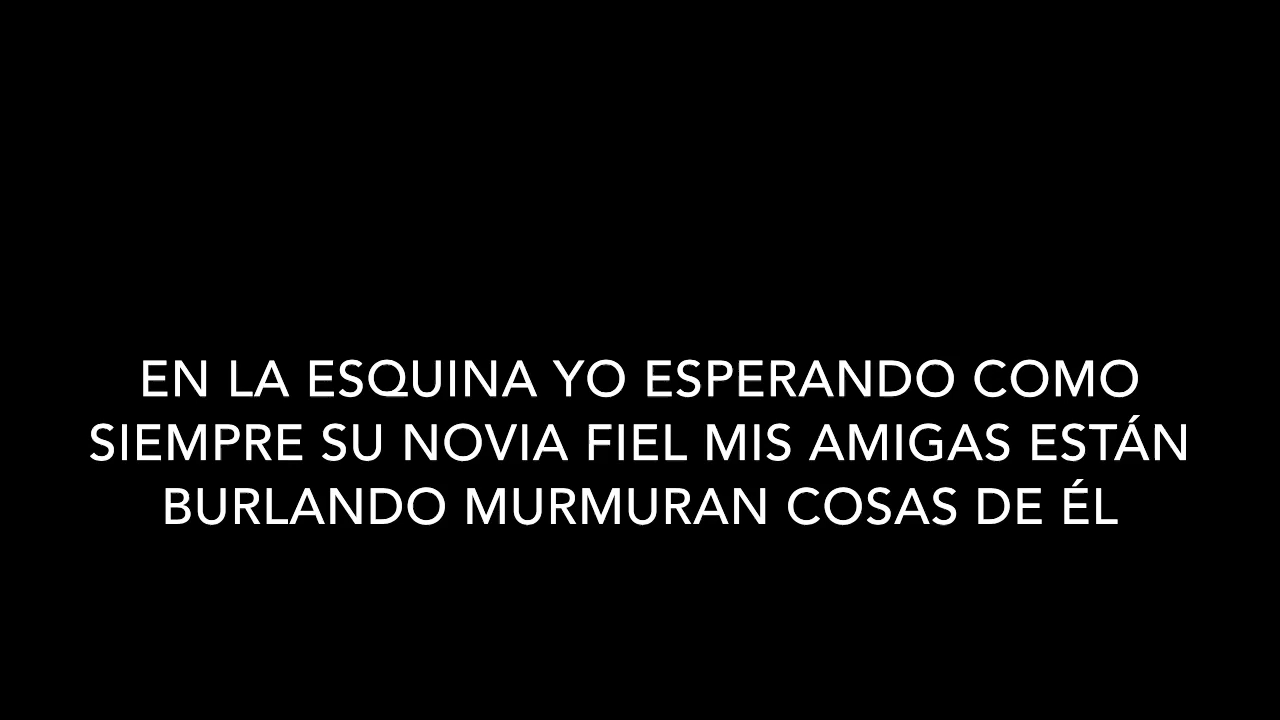 EN LA ESQUINA YO ESPERANDO COMO
SIEMPRE SU NOVIA FIEL MIS AMIGAS ESTÁN
BURLANDO MURMURAN COSAS DE ÉL